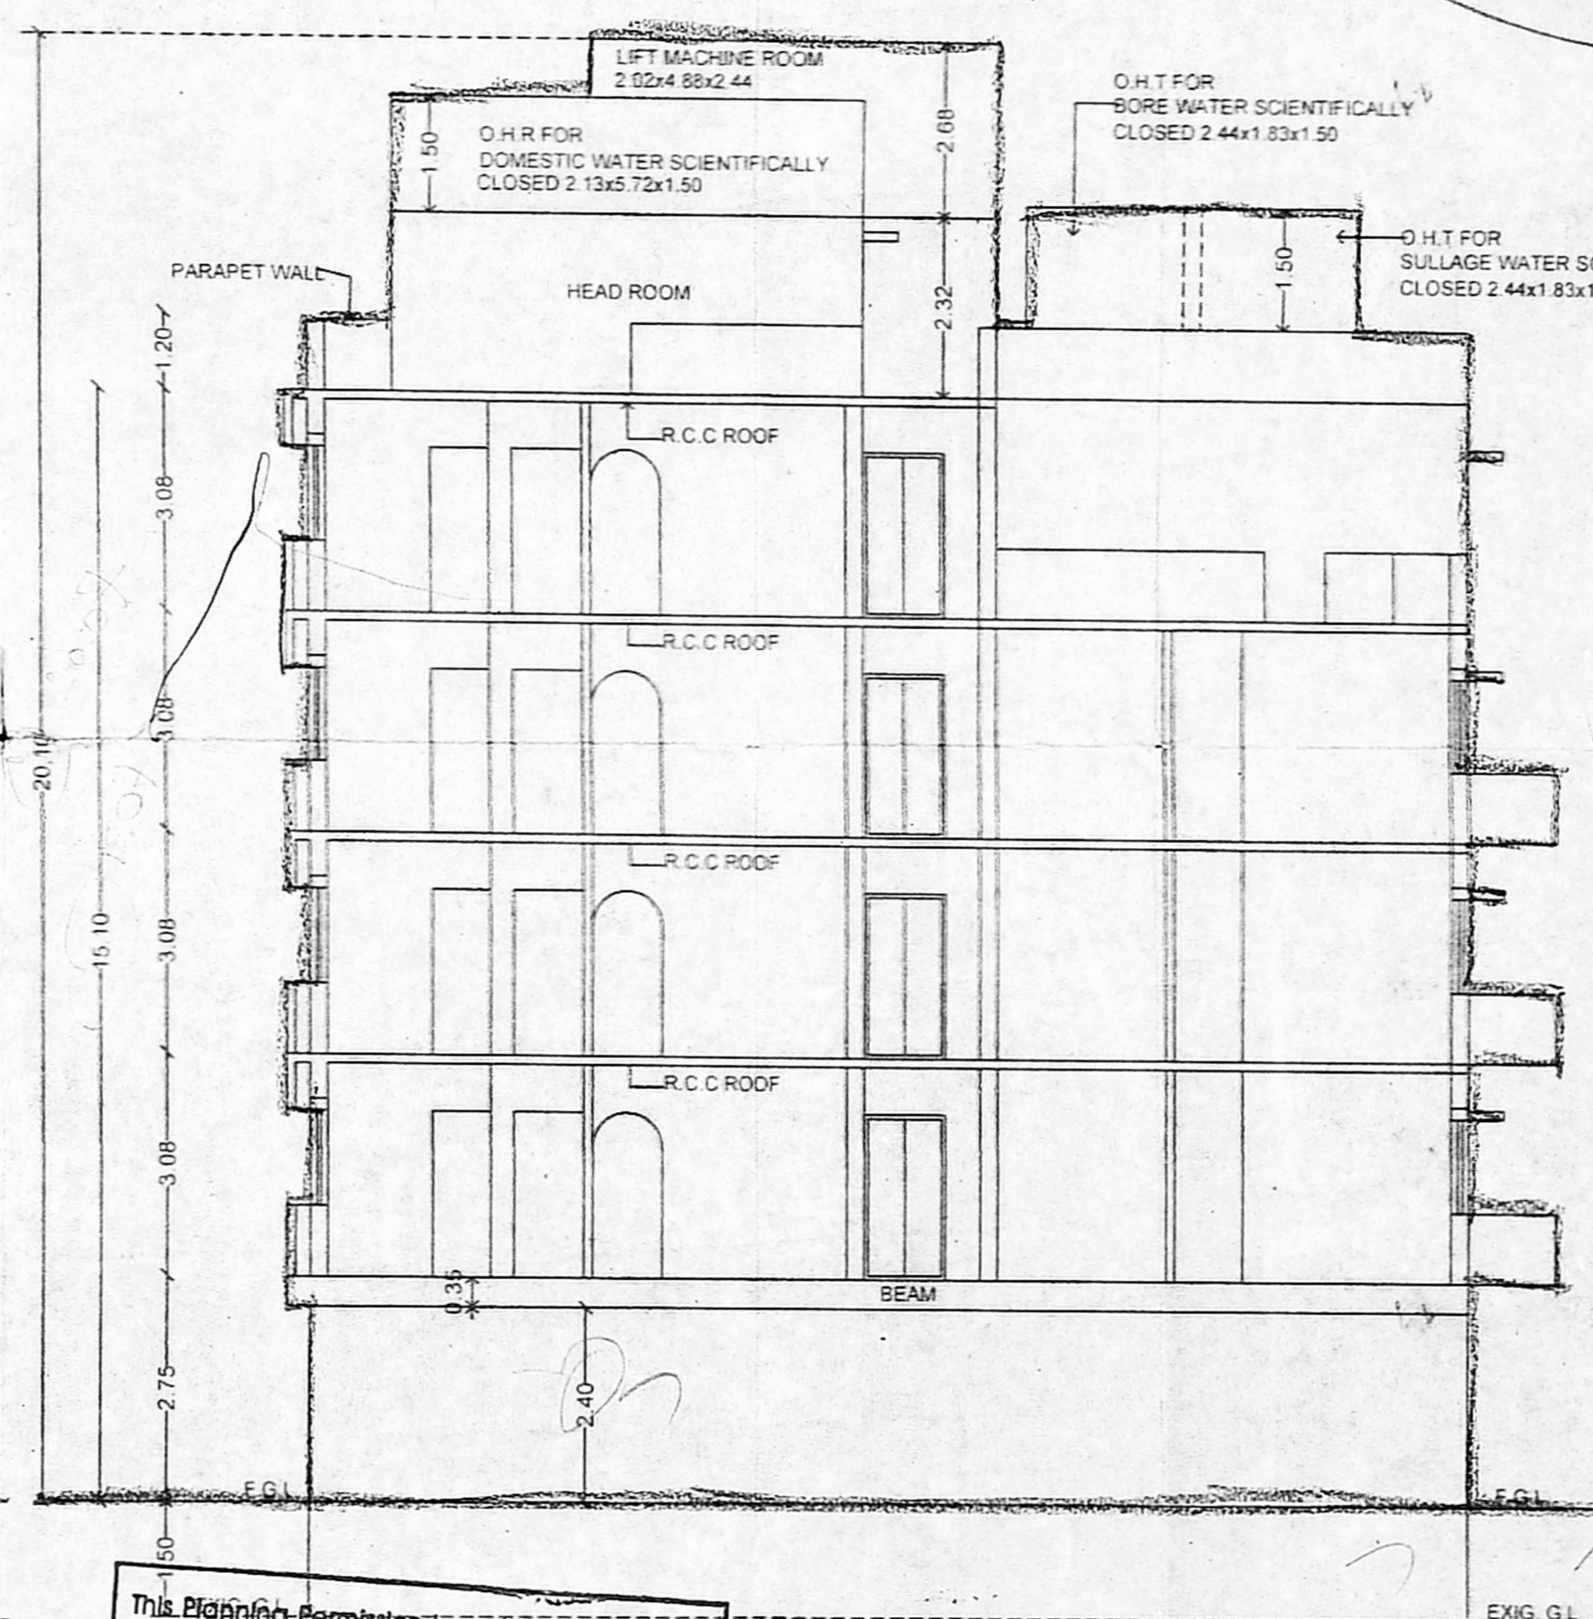 LIFT MACHINE ROOM
2.02x4.88x2.44
O.H.T FOR
BORE WATER SCIENTIFICALLY
CLOSED 2.44x1.83x1.50
1.50
O.H.R FOR
DOMESTIC WATER SCIENTIFICALLY
CLOSED 2.13x5.72x1.50
2.68
O.H.T FOR
SULLAGE WATER
CLOSED 2.44x1.83x1
1.50
PARAPET WALL
HEAD ROOM
2.32
1.20
R.C.C ROOF
3.08
R.C.C ROOF
3.08
20.10
R.C.C ROOF
15.10
3.08
R.C.C ROOF
3.08
0.35
BEAM
2.75
2.40
F.G.L
F.G.L
1.50
This Planning Permission
EXIG. G.L